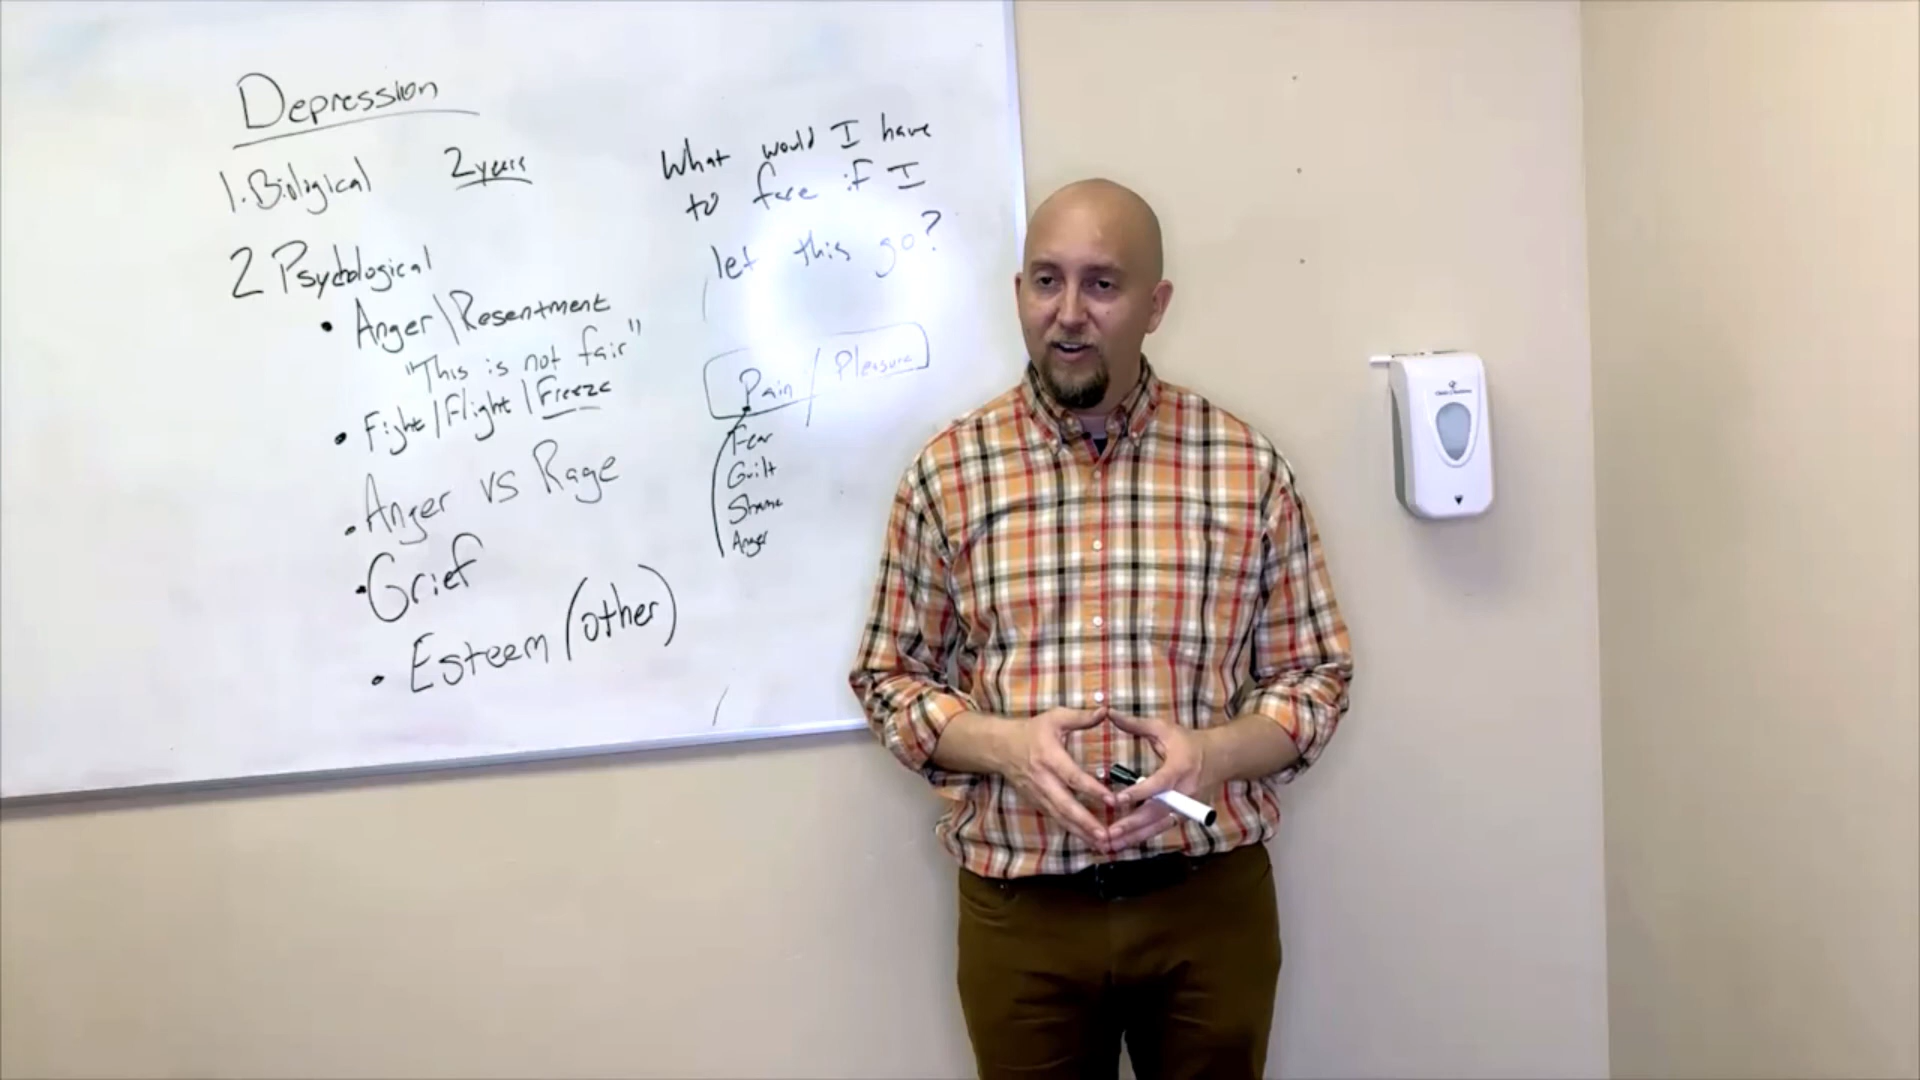 Depression
1. Biological 2 years
2 Psychological
• Anger \ Resentment
"This is not fair"
• Fight / Flight / Freeze
• Anger vs Rage
• Grief
• Esteem (other)
What would I have
to face if I
let this go?
Pain / Pleasure
Fear
Guilt
Shame
Anger